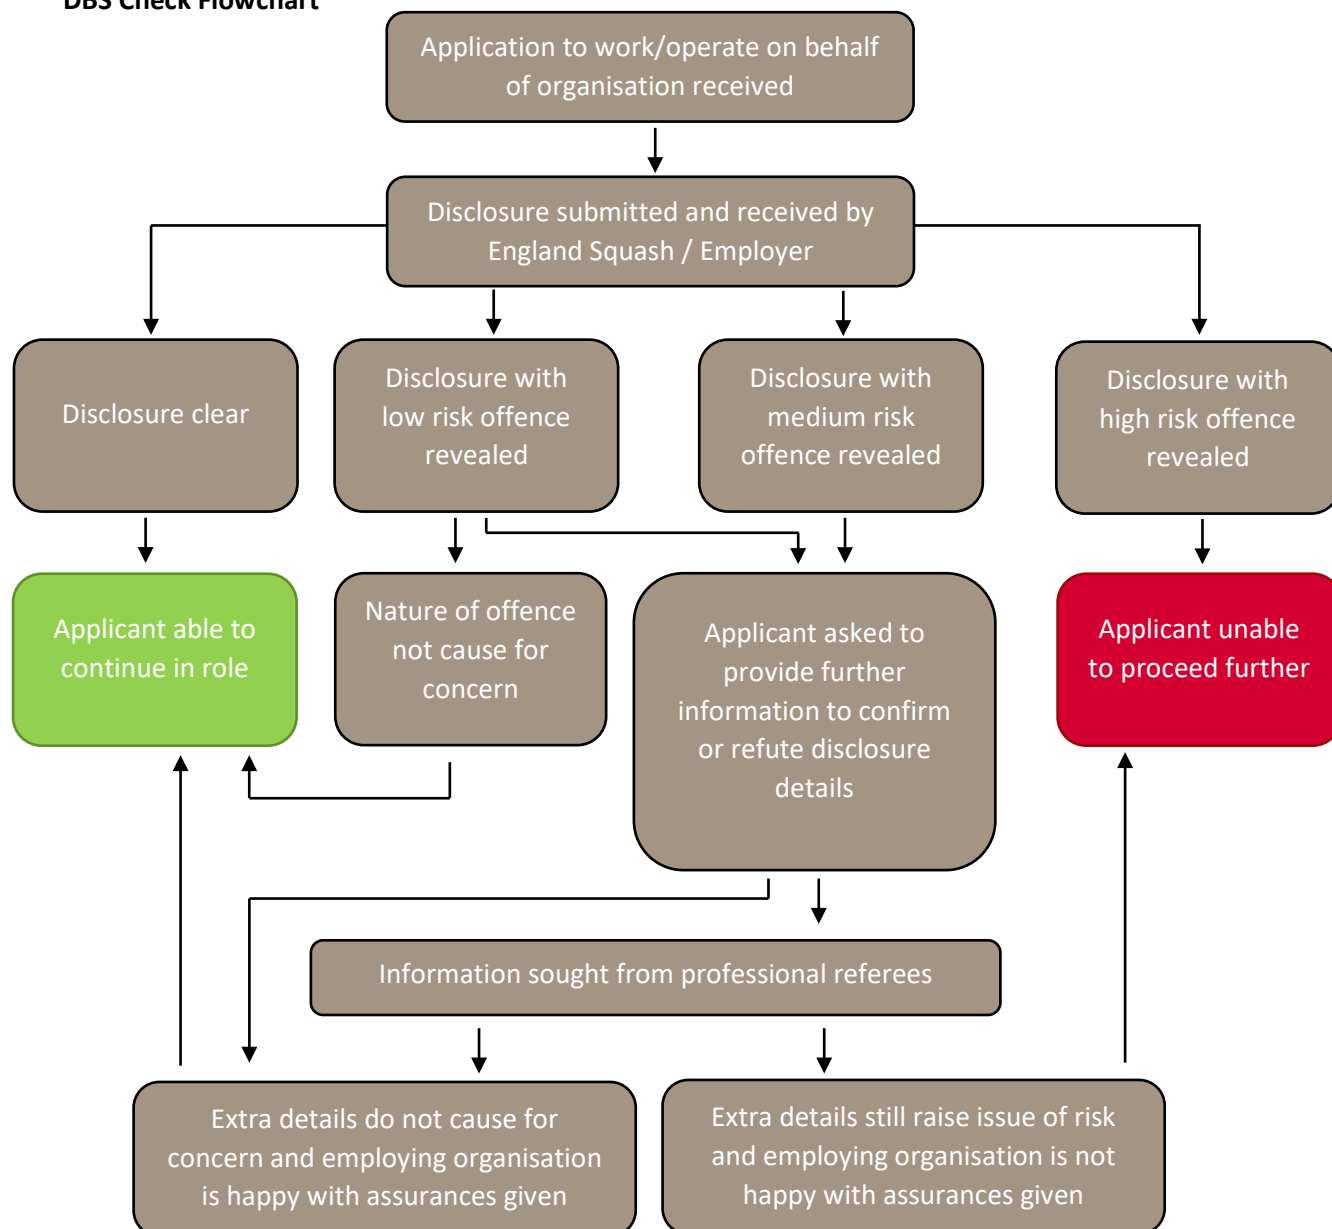 DBS Check Flowchart
Application to work/operate on behalf
of organisation received
Disclosure submitted and received by
England Squash / Employer
Disclosure clear
Disclosure with
low risk offence
revealed
Disclosure with
medium risk
offence revealed
Disclosure with
high risk offence
revealed
Applicant able to
continue in role
Nature of offence
not cause for
concern
Applicant asked to
provide further
information to confirm
or refute disclosure
details
Applicant unable
to proceed further
Information sought from professional referees
Extra details do not cause for
concern and employing organisation
is happy with assurances given
Extra details still raise issue of risk
and employing organisation is not
happy with assurances given